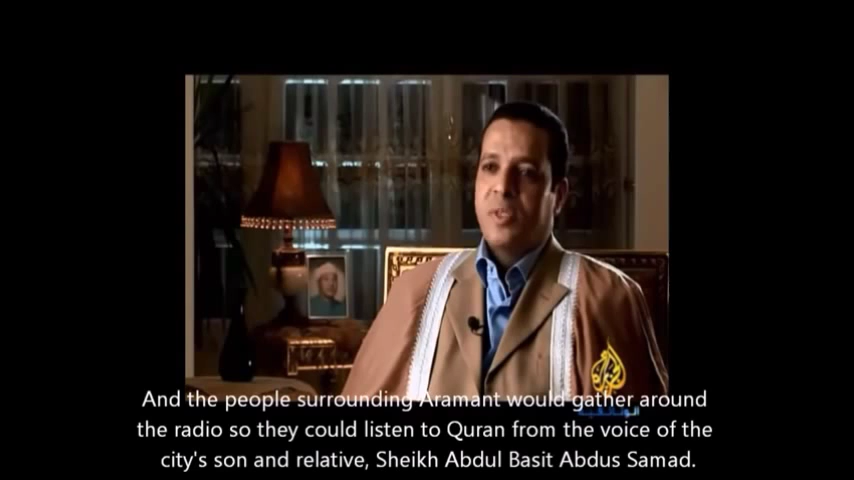 And the people surrounding Aramant would gather around
the radio so they could listen to Quran from the voice of the
city's son and relative, Sheikh Abdul Basit Abdus Samad.